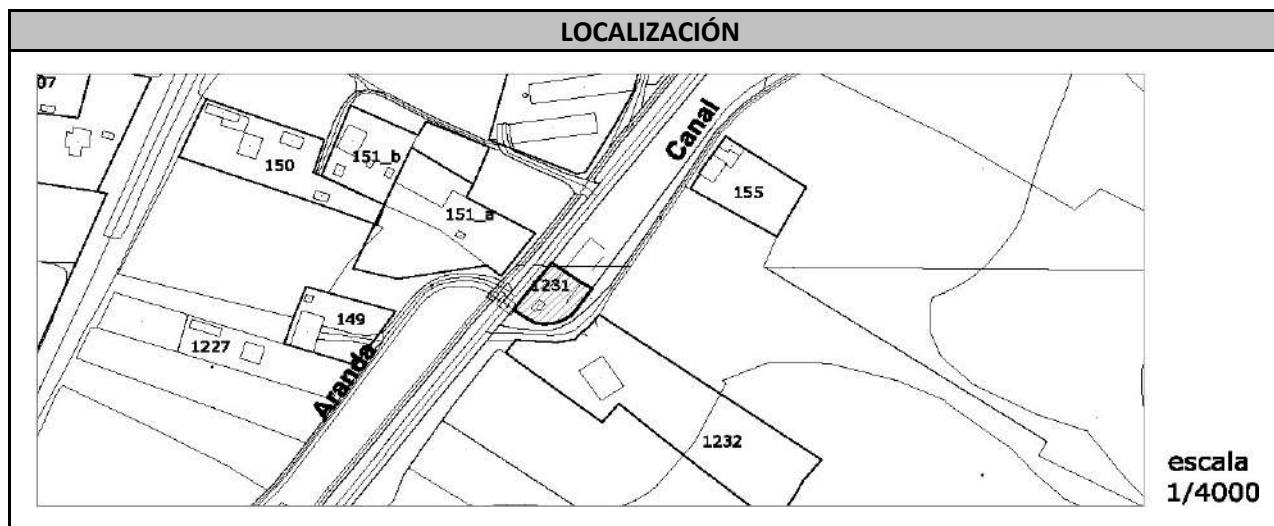 LOCALIZACIÓN
07
Canal
150
151_b
155
151_a
1231
149
1227
Aranda
1232
escala
1/4000